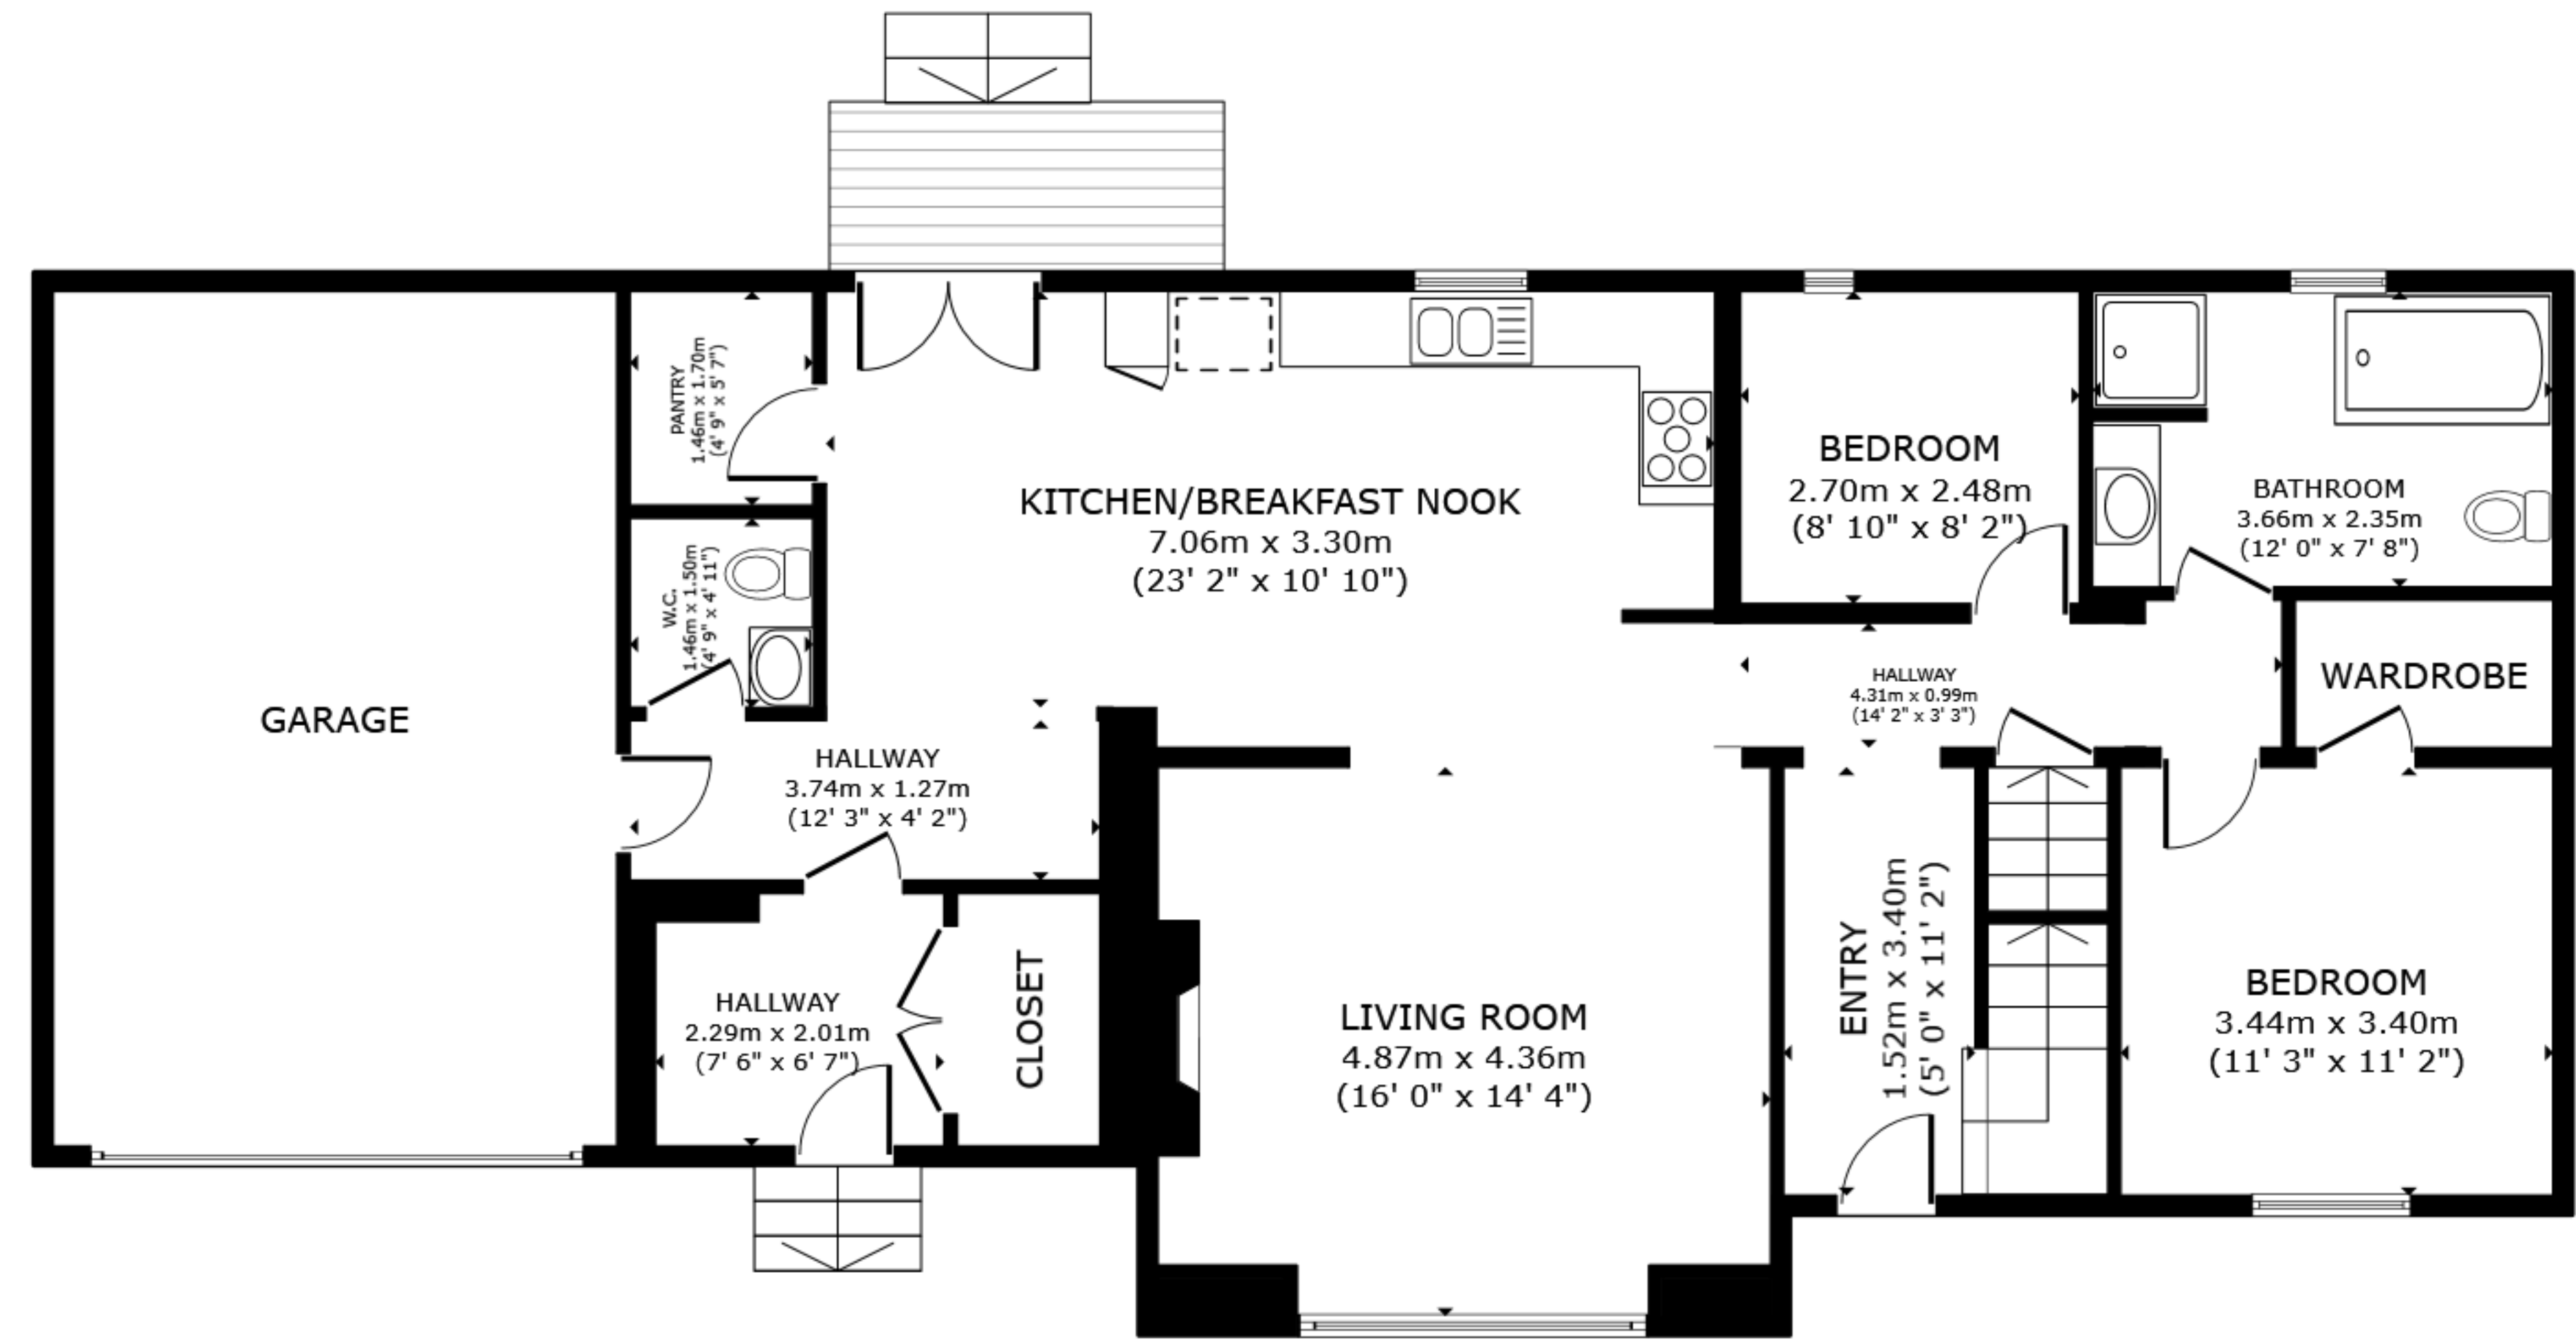 PANTRY
1.46m x 1.70m
(4' 9" x 5' 7")
W.C.
1.46m x 1.50m
(4' 9" x 4' 11")
GARAGE
KITCHEN/BREAKFAST NOOK
7.06m x 3.30m
(23' 2" x 10' 10")
BEDROOM
2.70m x 2.48m
(8' 10" x 8' 2")
BATHROOM
3.66m x 2.35m
(12' 0" x 7' 8")
HALLWAY
4.31m x 0.99m
(14' 2" x 3' 3")
WARDROBE
HALLWAY
3.74m x 1.27m
(12' 3" x 4' 2")
HALLWAY
2.29m x 2.01m
(7' 6" x 6' 7")
CLOSET
LIVING ROOM
4.87m x 4.36m
(16' 0" x 14' 4")
ENTRY
1.52m x 3.40m
(5' 0" x 11' 2")
BEDROOM
3.44m x 3.40m
(11' 3" x 11' 2")